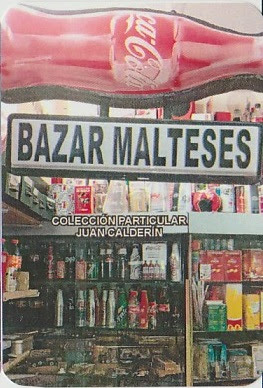 Coca-Cola
BAZAR MALTESES
COLECCIÓN PARTICULAR
JUAN CALDERÍN